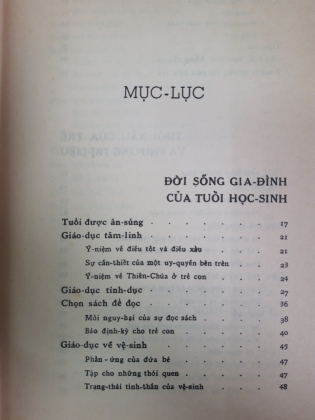 MỤC-LỤC
ĐỜI SỐNG GIA-ĐÌNH
CỦA TUỔI HỌC-SINH
Tuổi được ân-sủng . . . . . . . 17
Giáo-dục tâm-linh . . . . . . . 21
Ý-niệm về điều tốt và điều xấu . . . . 21
Sự cần-thiết của một uy-quyền bên trên . . 23
Ý-niệm về Thiên-Chúa ở trẻ con . . . . 24
Giáo-dục tính-dục . . . . . . . 27
Chọn sách để đọc . . . . . . . 36
Mối nguy-hại của sự đọc sách . . . . 38
Báo định-kỳ cho trẻ con . . . . . 40
Giáo-dục về vệ-sinh . . . . . . 45
Phản-ứng của đứa bé . . . . . . 47
Tập cho những thói quen . . . . . 47
Trạng-thái tinh-thần của vệ-sinh . . . . 48